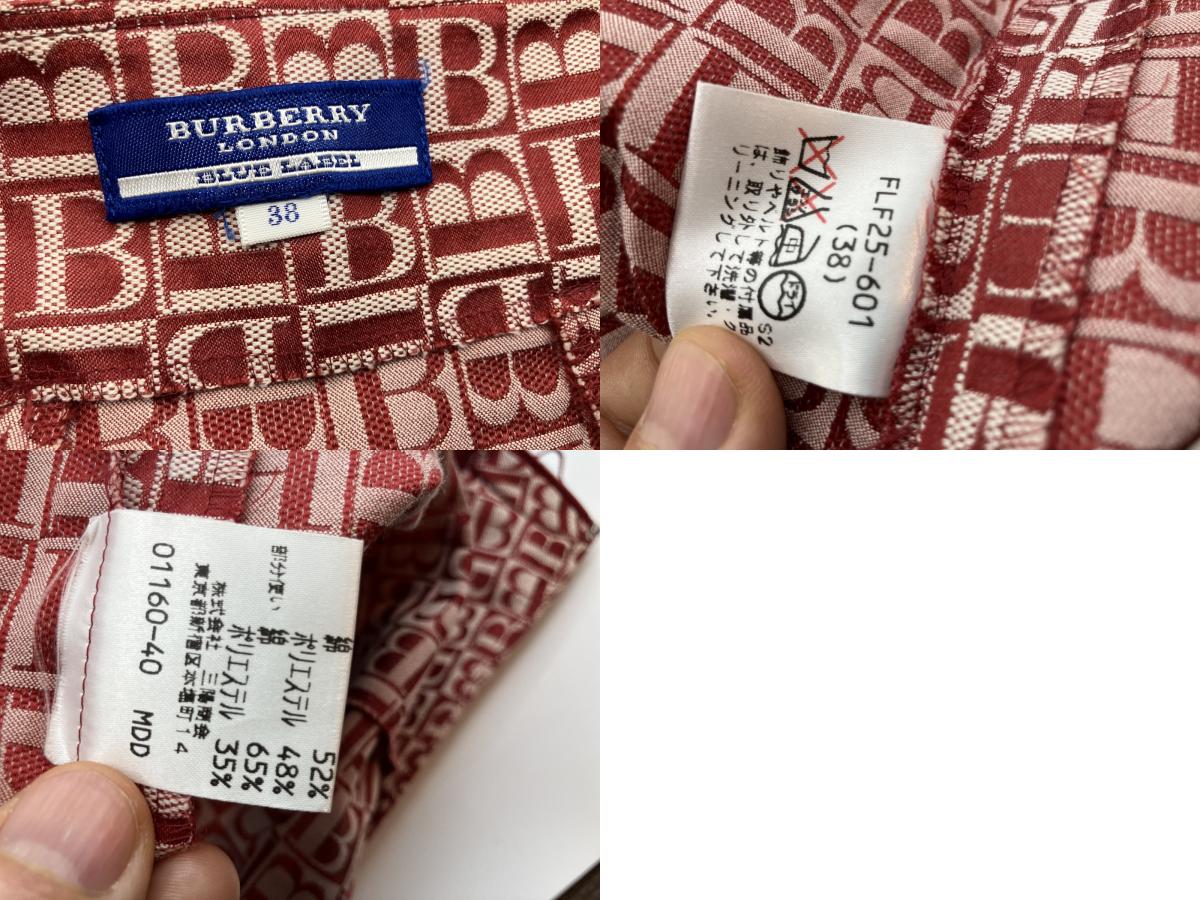 BURBERRY
LONDON
BLUE LABEL
38
FLF25-601
(38)
ドライ
S2
飾りやベルト等の付属品
は、取り外して洗濯・ク
リーニングして下さい。
綿 52%
ポリエステル 48%
綿 65%
部分使い ポリエステル 35%
株式会社 三陽商会
東京都新宿区本塩町14
01160-40 MDD